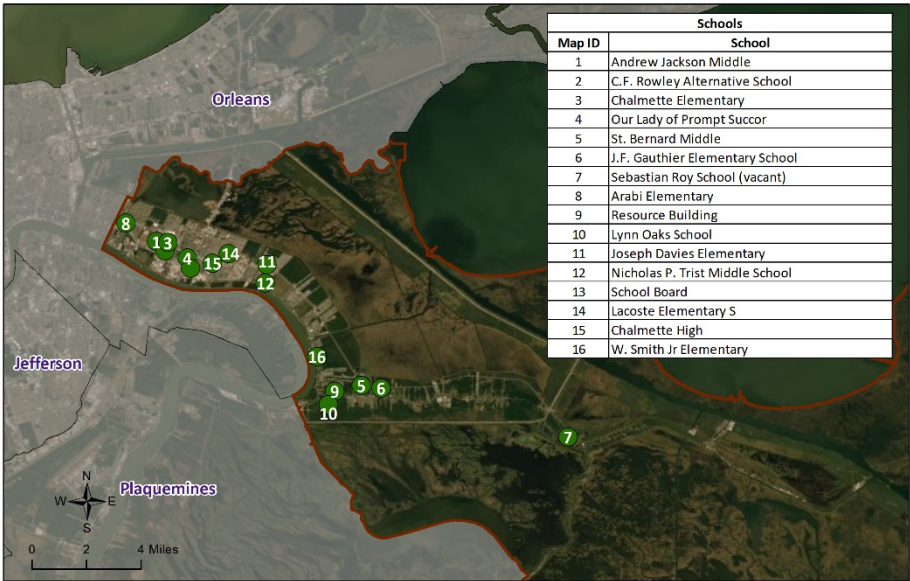 Schools
Map ID School
1 Andrew Jackson Middle
2 C.F. Rowley Alternative School
3 Chalmette Elementary
4 Our Lady of Prompt Succor
5 St. Bernard Middle
6 J.F. Gauthier Elementary School
7 Sebastian Roy School (vacant)
8 Arabi Elementary
9 Resource Building
10 Lynn Oaks School
11 Joseph Davies Elementary
12 Nicholas P. Trist Middle School
13 School Board
14 Lacoste Elementary S
15 Chalmette High
16 W. Smith Jr Elementary
Orleans
8
13
4
15
14
11
12
Jefferson
16
9
5
6
10
7
Plaquemines
N
W E
S
0 2 4 Miles